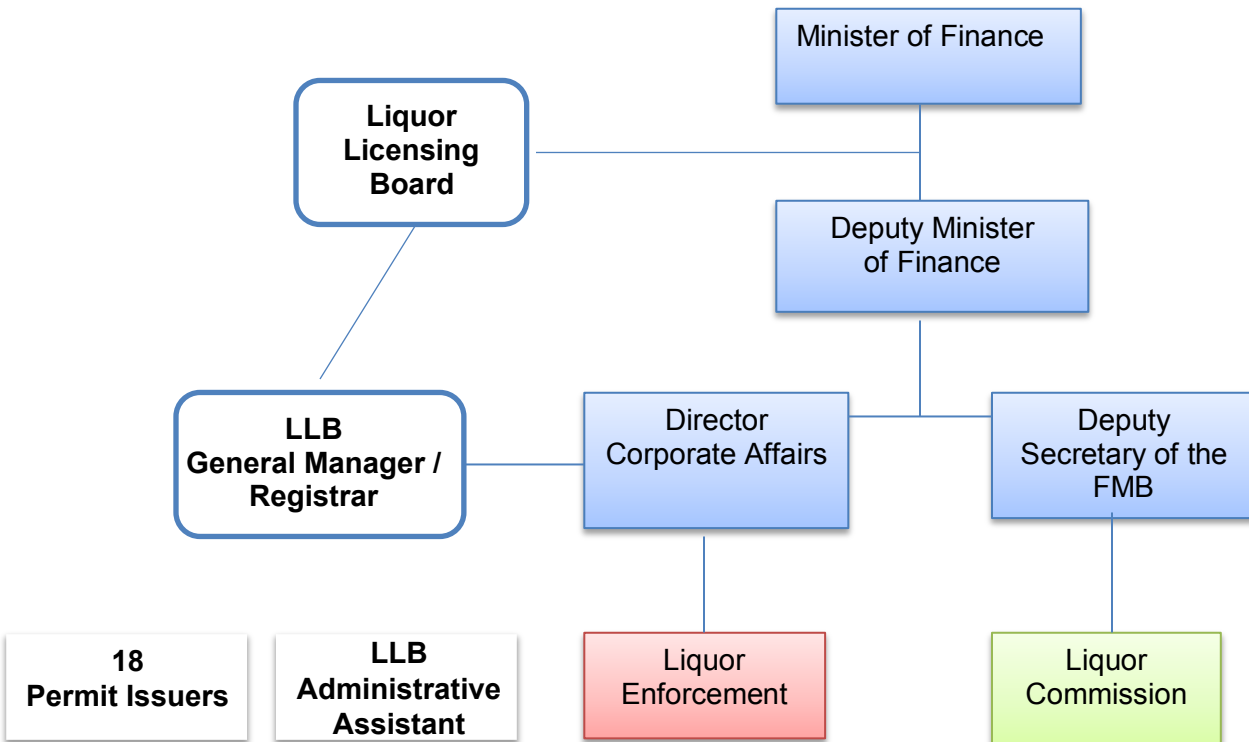 Minister of Finance
Liquor
Licensing
Board
Deputy Minister
of Finance
LLB
General Manager /
Registrar
Director
Corporate Affairs
Deputy
Secretary of the
FMB
18
Permit Issuers
LLB
Administrative
Assistant
Liquor
Enforcement
Liquor
Commission